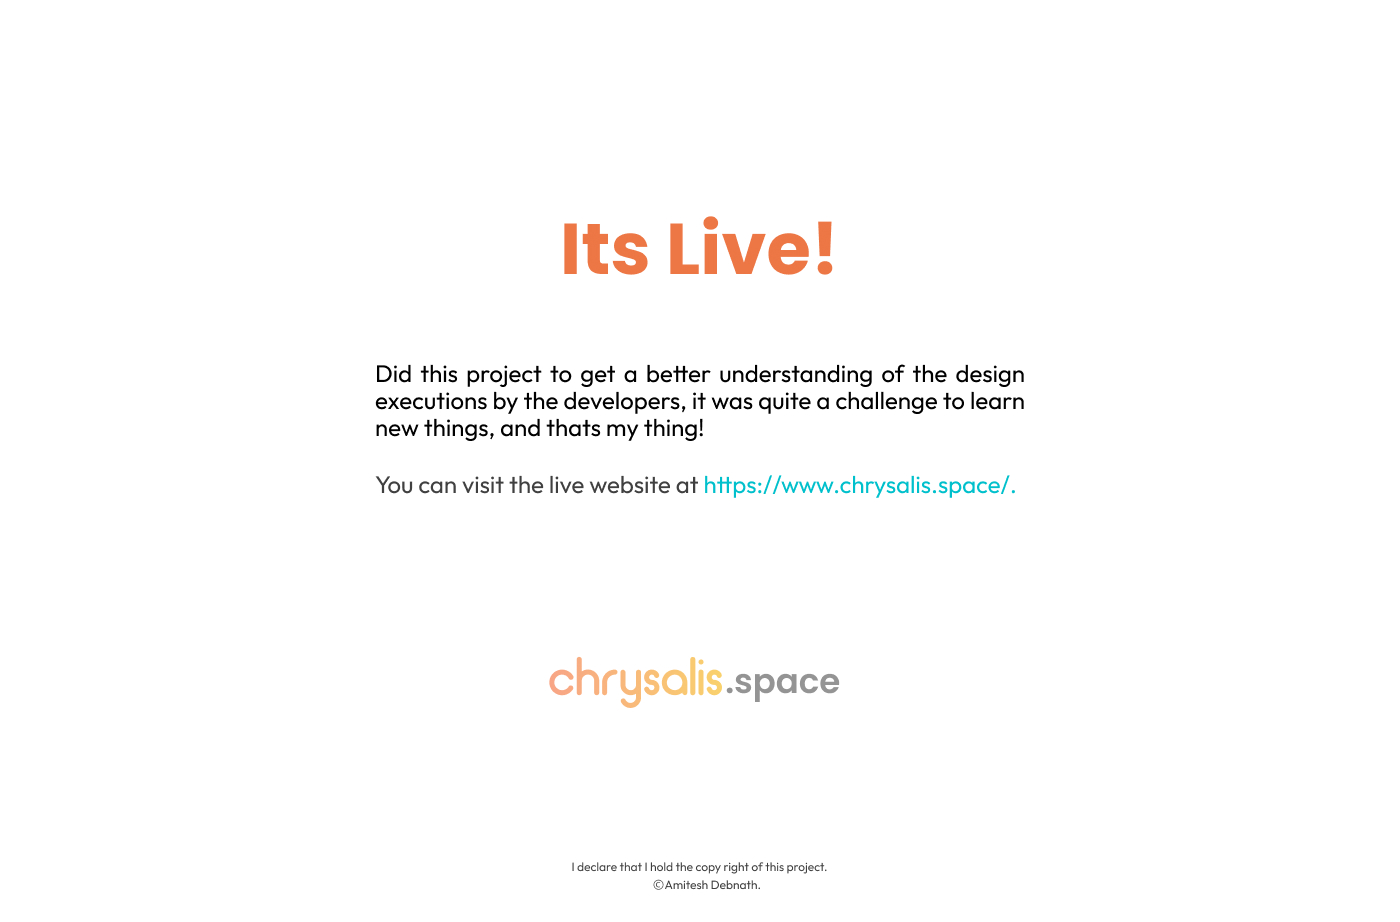 Its Live!
Did this project to get a better understanding of the design
executions by the developers, it was quite a challenge to learn
new things, and thats my thing!
You can visit the live website at https://www.chrysalis.space/.
chrysalis.space
I declare that I hold the copy right of this project.
©Amitesh Debnath.